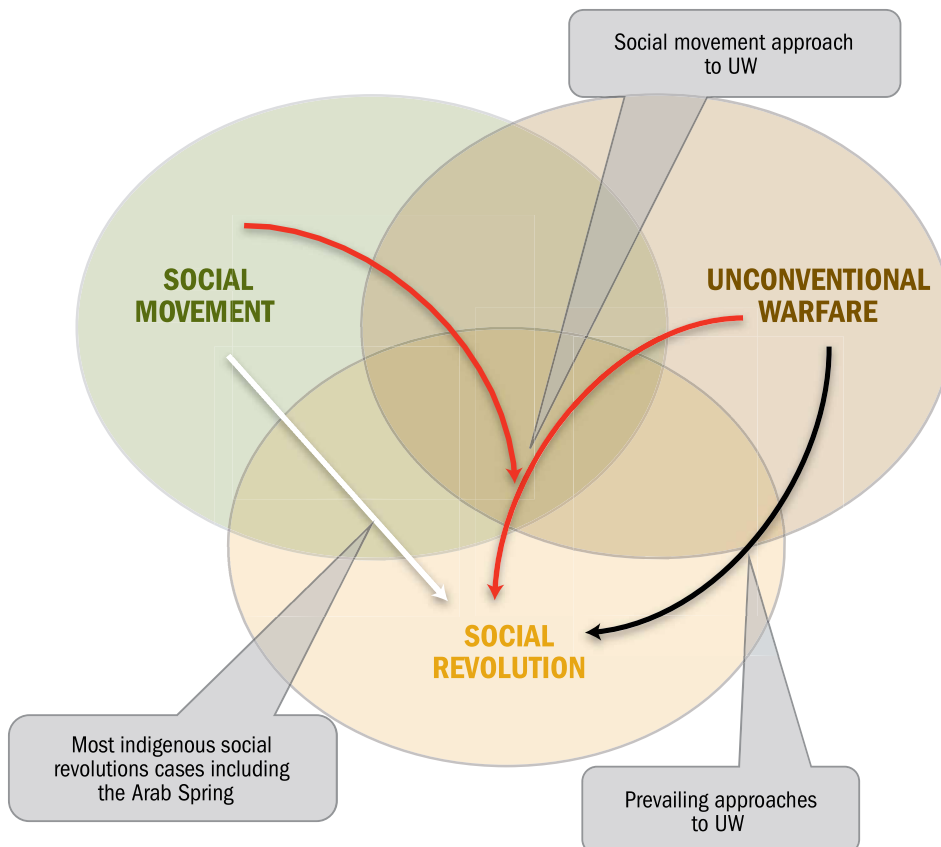 Social movement approach
to UW
SOCIAL
MOVEMENT
UNCONVENTIONAL
WARFARE
SOCIAL
REVOLUTION
Most indigenous social
revolutions cases including
the Arab Spring
Prevailing approaches
to UW